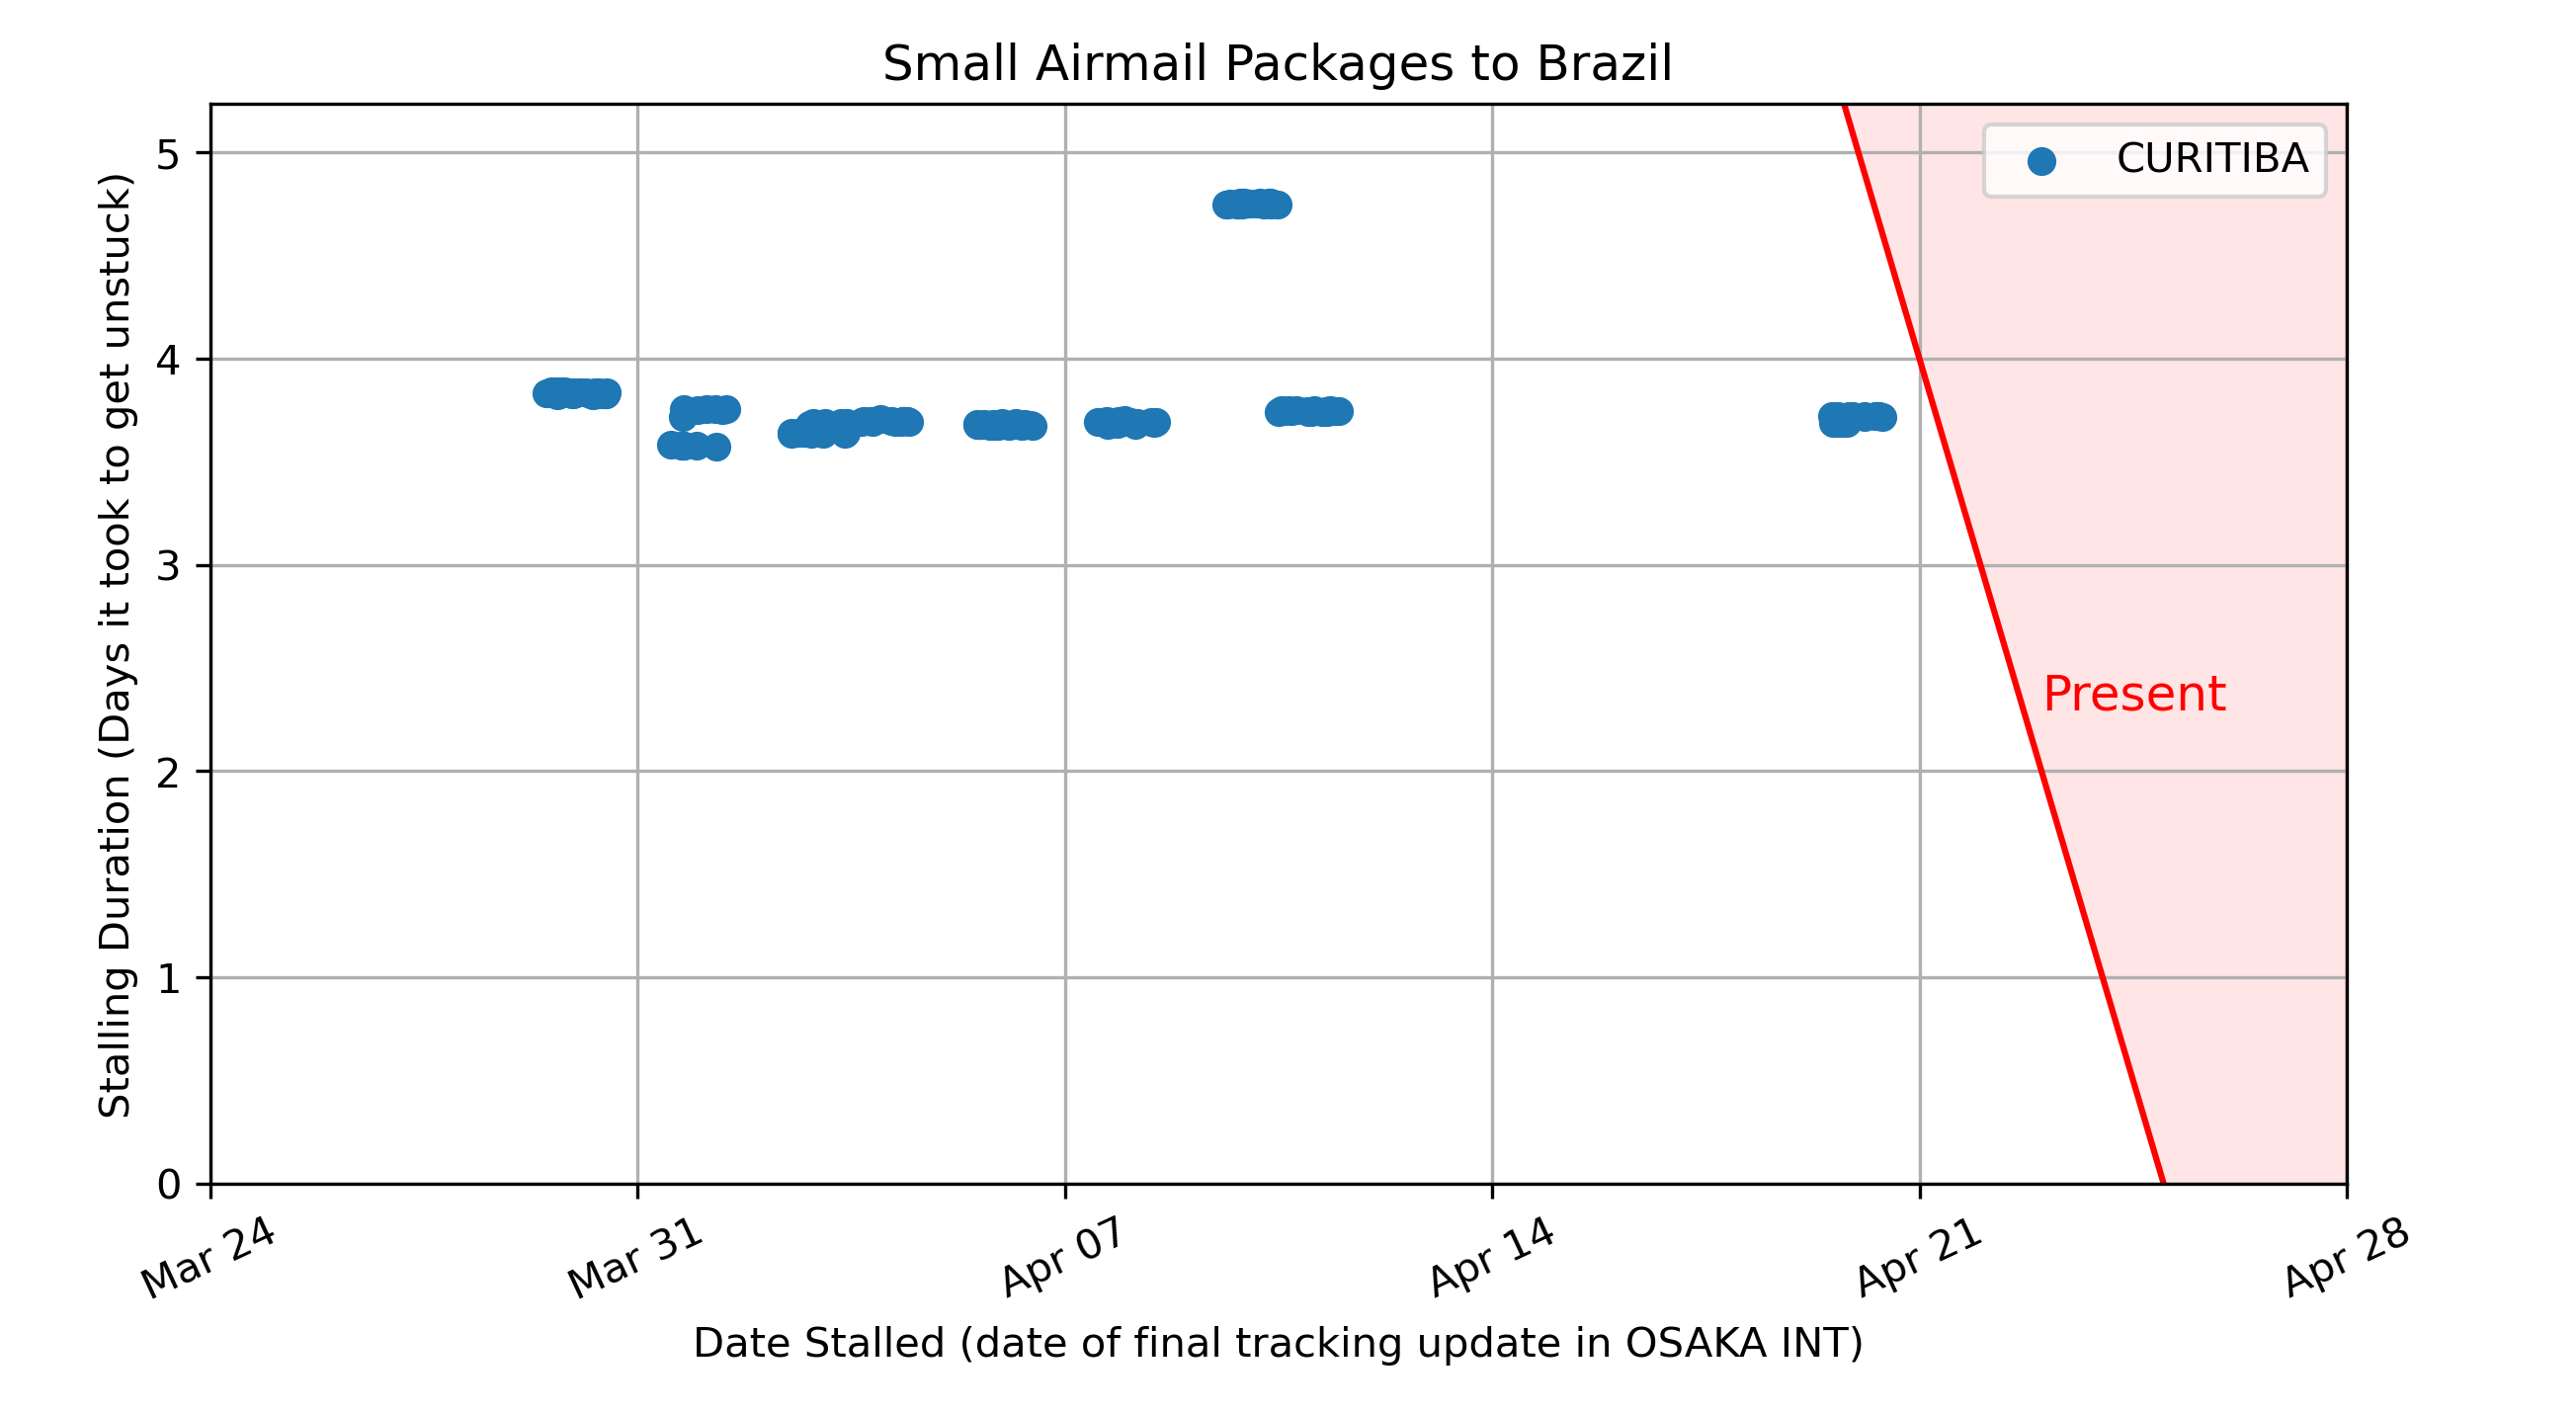 Small Airmail Packages to Brazil
Stalling Duration (Days it took to get unstuck)
5
4
3
2
1
0
CURITIBA
Present
Mar 24
Mar 31
Apr 07
Apr 14
Apr 21
Apr 28
Date Stalled (date of final tracking update in OSAKA INT)